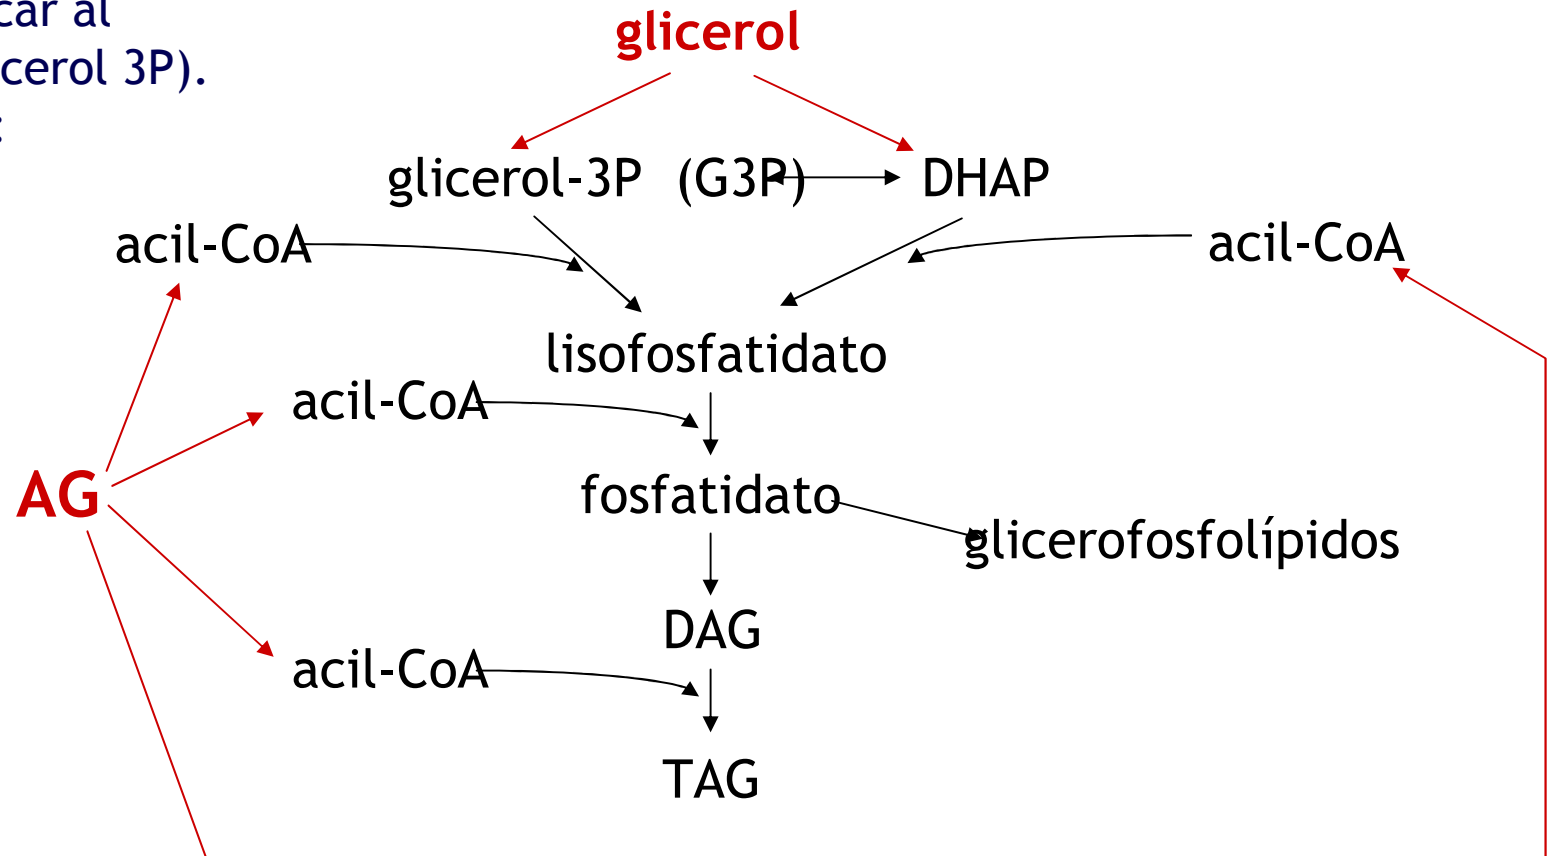 car al
cerol 3P).
:
glicerol
glicerol-3P (G3P) DHAP
acil-CoA acil-CoA
lisofosfatidato
acil-CoA
AG
fosfatidato
glicerofosfolípidos
DAG
acil-CoA
TAG